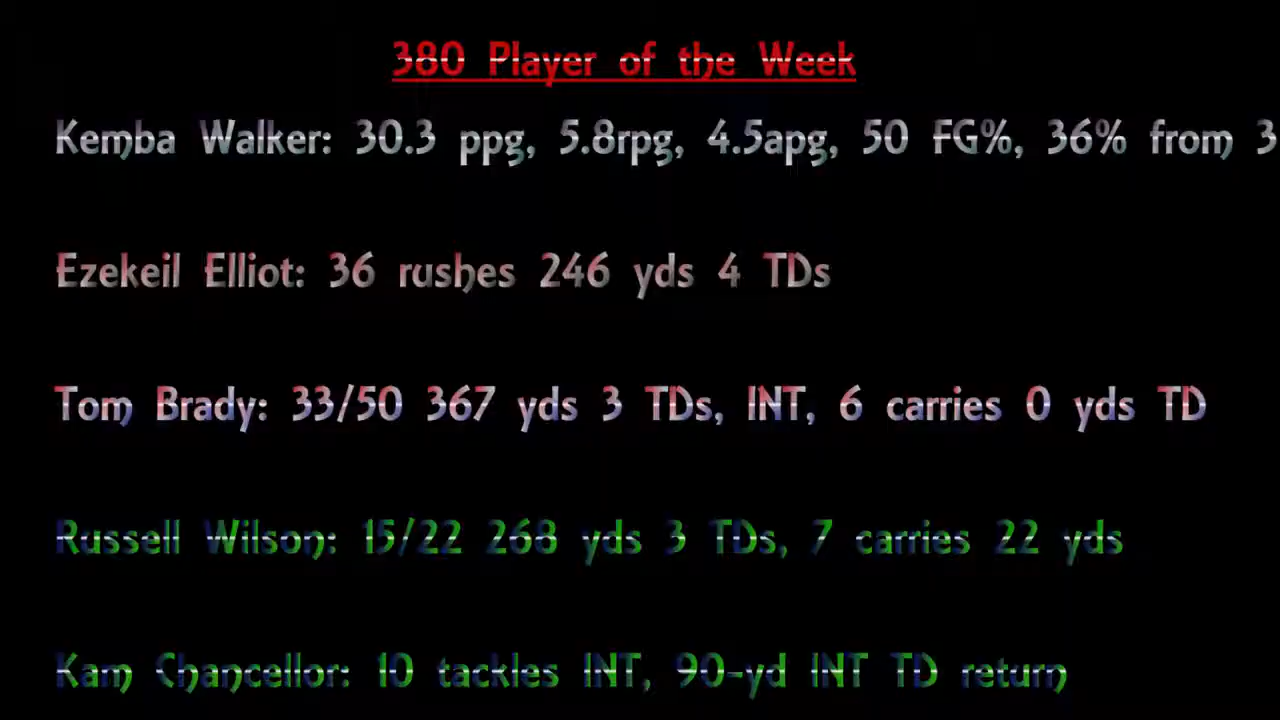 380 Player of the Week
Kemba Walker: 30.3 ppg, 5.8rpg, 4.5apg, 50 FG%, 36% from 3
Ezekeil Elliot: 36 rushes 246 yds 4 TDs
Tom Brady: 33/50 367 yds 3 TDs, INT, 6 carries 0 yds TD
Russell Wilson: 15/22 268 yds 3 TDs, 7 carries 22 yds
Kam Chancellor: 10 tackles INT, 90-yd INT TD return